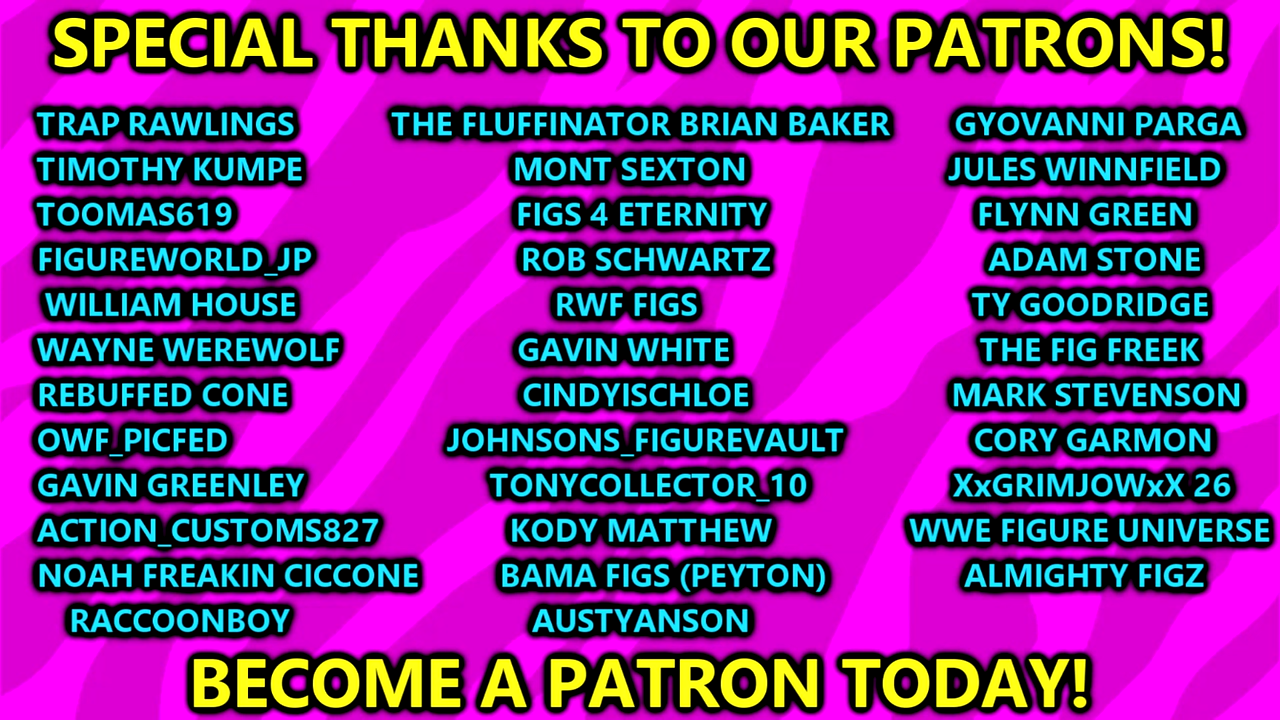 SPECIAL THANKS TO OUR PATRONS!
TRAP RAWLINGS
TIMOTHY KUMPE
TOOMAS619
FIGUREWORLD_JP
WILLIAM HOUSE
WAYNE WEREWOLF
REBUFFED CONE
OWF_PICFED
GAVIN GREENLEY
ACTION_CUSTOMS827
NOAH FREAKIN CICCONE
RACCOONBOY
THE FLUFFINATOR BRIAN BAKER
MONT SEXTON
FIGS 4 ETERNITY
ROB SCHWARTZ
RWF FIGS
GAVIN WHITE
CINDYISCHLOE
JOHNSONS_FIGUREVAULT
TONYCOLLECTOR_10
KODY MATTHEW
BAMA FIGS (PEYTON)
AUSTYANSON
GYOVANNI PARGA
JULES WINNFIELD
FLYNN GREEN
ADAM STONE
TY GOODRIDGE
THE FIG FREEK
MARK STEVENSON
CORY GARMON
XxGRIMJOWxX 26
WWE FIGURE UNIVERSE
ALMIGHTY FIGZ
BECOME A PATRON TODAY!